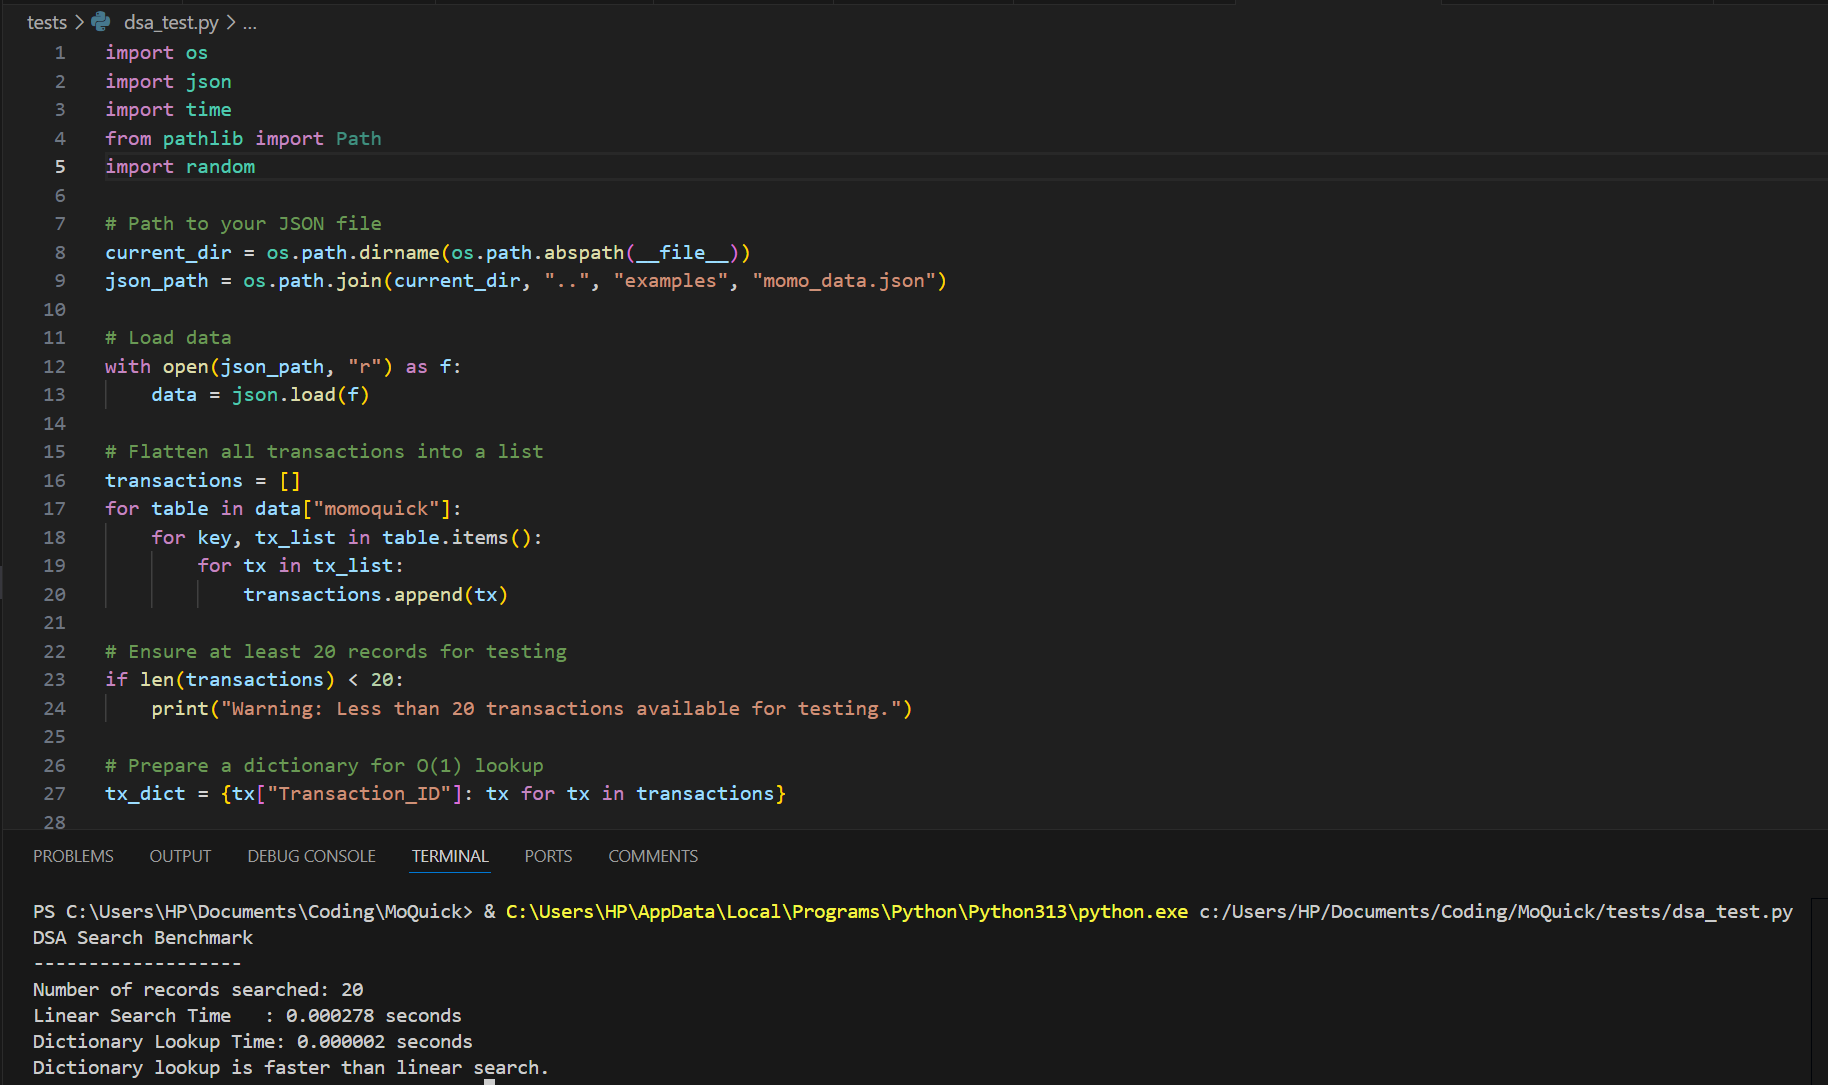 tests > dsa_test.py > ...
1 import os
2 import json
3 import time
4 from pathlib import Path
5 import random
6
7 # Path to your JSON file
8 current_dir = os.path.dirname(os.path.abspath(__file__))
9 json_path = os.path.join(current_dir, "..", "examples", "momo_data.json")
10
11 # Load data
12 with open(json_path, "r") as f:
13     data = json.load(f)
14
15 # Flatten all transactions into a list
16 transactions = []
17 for table in data["momoquick"]:
18     for key, tx_list in table.items():
19         for tx in tx_list:
20             transactions.append(tx)
21
22 # Ensure at least 20 records for testing
23 if len(transactions) < 20:
24     print("Warning: Less than 20 transactions available for testing.")
25
26 # Prepare a dictionary for O(1) lookup
27 tx_dict = {tx["Transaction_ID"]: tx for tx in transactions}
28
PROBLEMS OUTPUT DEBUG CONSOLE TERMINAL PORTS COMMENTS
PS C:\Users\HP\Documents\Coding\MoQuick> & C:\Users\HP\AppData\Local\Programs\Python\Python313\python.exe c:/Users/HP/Documents/Coding/MoQuick/tests/dsa_test.py
DSA Search Benchmark
-------------------
Number of records searched: 20
Linear Search Time   : 0.000278 seconds
Dictionary Lookup Time: 0.000002 seconds
Dictionary lookup is faster than linear search.